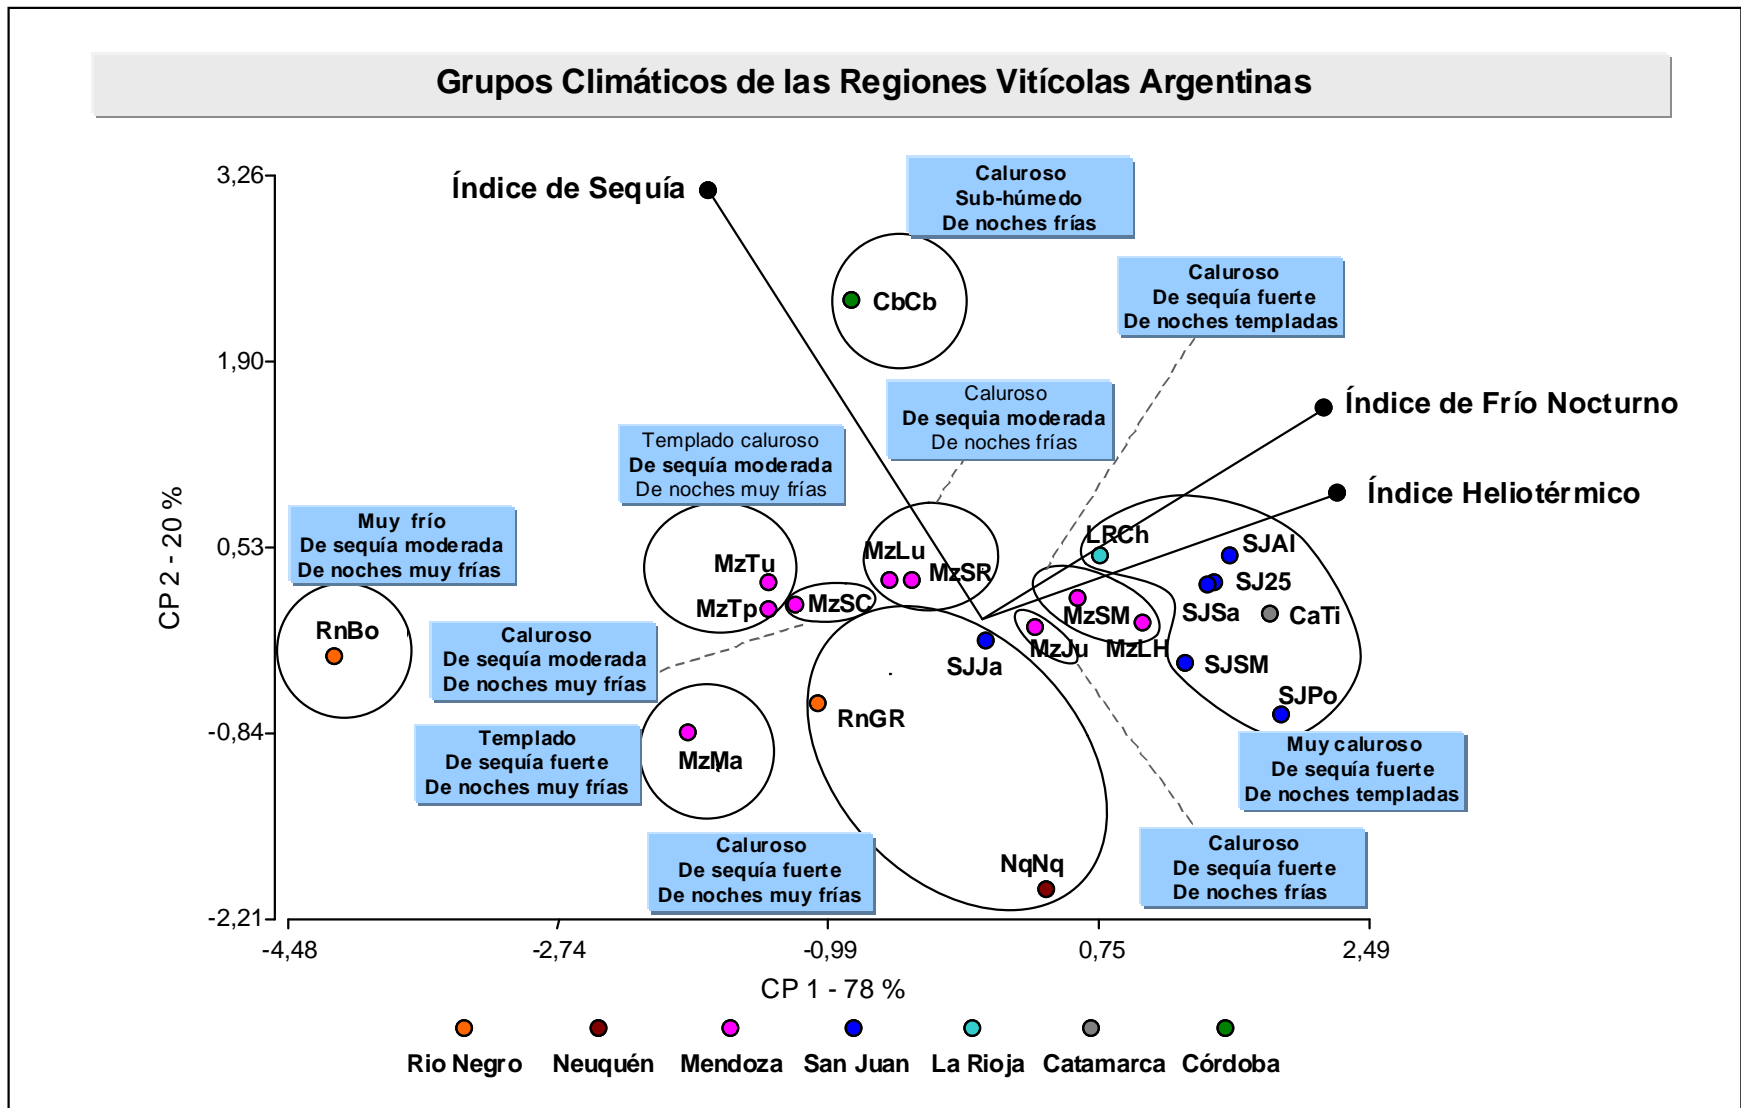 Grupos Climáticos de las Regiones Vitícolas Argentinas
3,26
1,90
0,53
-0,84
-2,21
CP 2 - 20 %
Índice de Sequía
Caluroso
Sub-húmedo
De noches frías
CbCb
Caluroso
De sequía fuerte
De noches templadas
Caluroso
De sequia moderada
De noches frías
Índice de Frío Nocturno
Índice Heliotérmico
Templado caluroso
De sequía moderada
De noches muy frías
Muy frío
De sequía moderada
De noches muy frías
MzTu
MzTp
MzSC
MzLu
MzSR
LRCh
SJAl
SJ25
SJSa
CaTi
MzSM
MzJu
MzLH
SJSM
SJPo
RnBo
SJJa
Caluroso
De sequía moderada
De noches muy frías
RnGR
MzMa
Templado
De sequía fuerte
De noches muy frías
Muy caluroso
De sequía fuerte
De noches templadas
Caluroso
De sequía fuerte
De noches muy frías
NqNq
Caluroso
De sequía fuerte
De noches frías
-4,48
-2,74
-0,99
0,75
2,49
CP 1 - 78 %
Rio Negro
Neuquén
Mendoza
San Juan
La Rioja
Catamarca
Córdoba